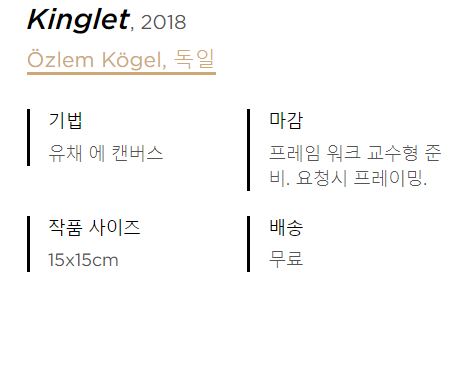 Kinglet, 2018
Özlem Kögel, 독일
기법
유채 에 캔버스
마감
프레임 워크 교수형 준
비. 요청시 프레이밍.
작품 사이즈
15x15cm
배송
무료